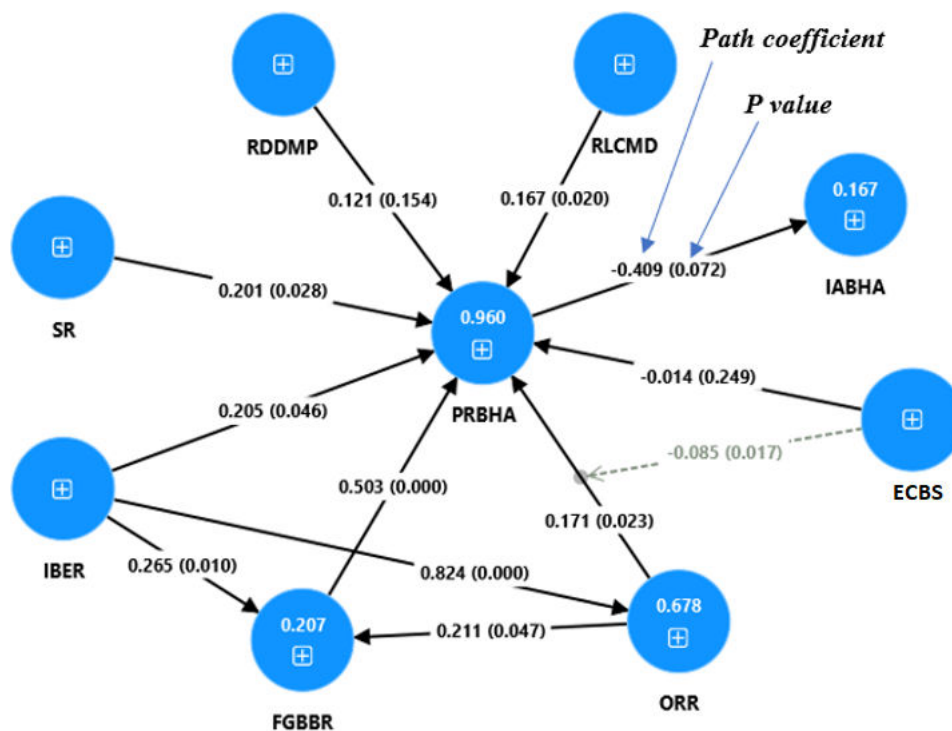 Path coefficient
P value
RDDMP
RLCMD
0.121 (0.154)
0.167 (0.020)
0.167
-0.409 (0.072)
IABHA
SR
0.201 (0.028)
0.960
PRBHA
-0.014 (0.249)
-0.085 (0.017)
ECBS
0.205 (0.046)
0.503 (0.000)
0.171 (0.023)
IBER
0.265 (0.010)
0.824 (0.000)
0.207
0.211 (0.047)
0.678
FGBBR
ORR